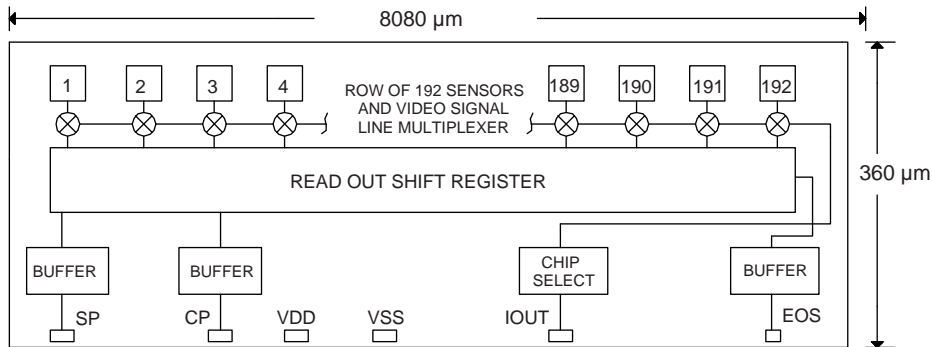 8080 µm
1 2 3 4
ROW OF 192 SENSORS
AND VIDEO SIGNAL
LINE MULTIPLEXER
189 190 191 192
READ OUT SHIFT REGISTER
360 µm
BUFFER
BUFFER
CHIP
SELECT
BUFFER
SP
CP
VDD
VSS
IOUT
EOS